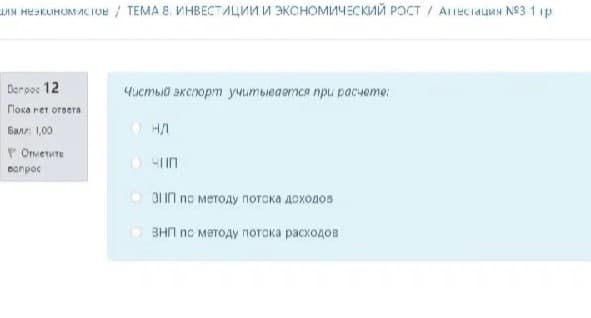 для неэкономистов / ТЕМА 8. ИНВЕСТИЦИИ И ЭКОНОМИЧЕСКИЙ РОСТ / Аттестация №3 1 гр
Вопрос 12
Пока нет ответа
Балл: 1,00
Отметить
вопрос
Чистый экспорт учитывается при расчете:
НД
ЧНП
ВНП по методу потока доходов
ВНП по методу потока расходов